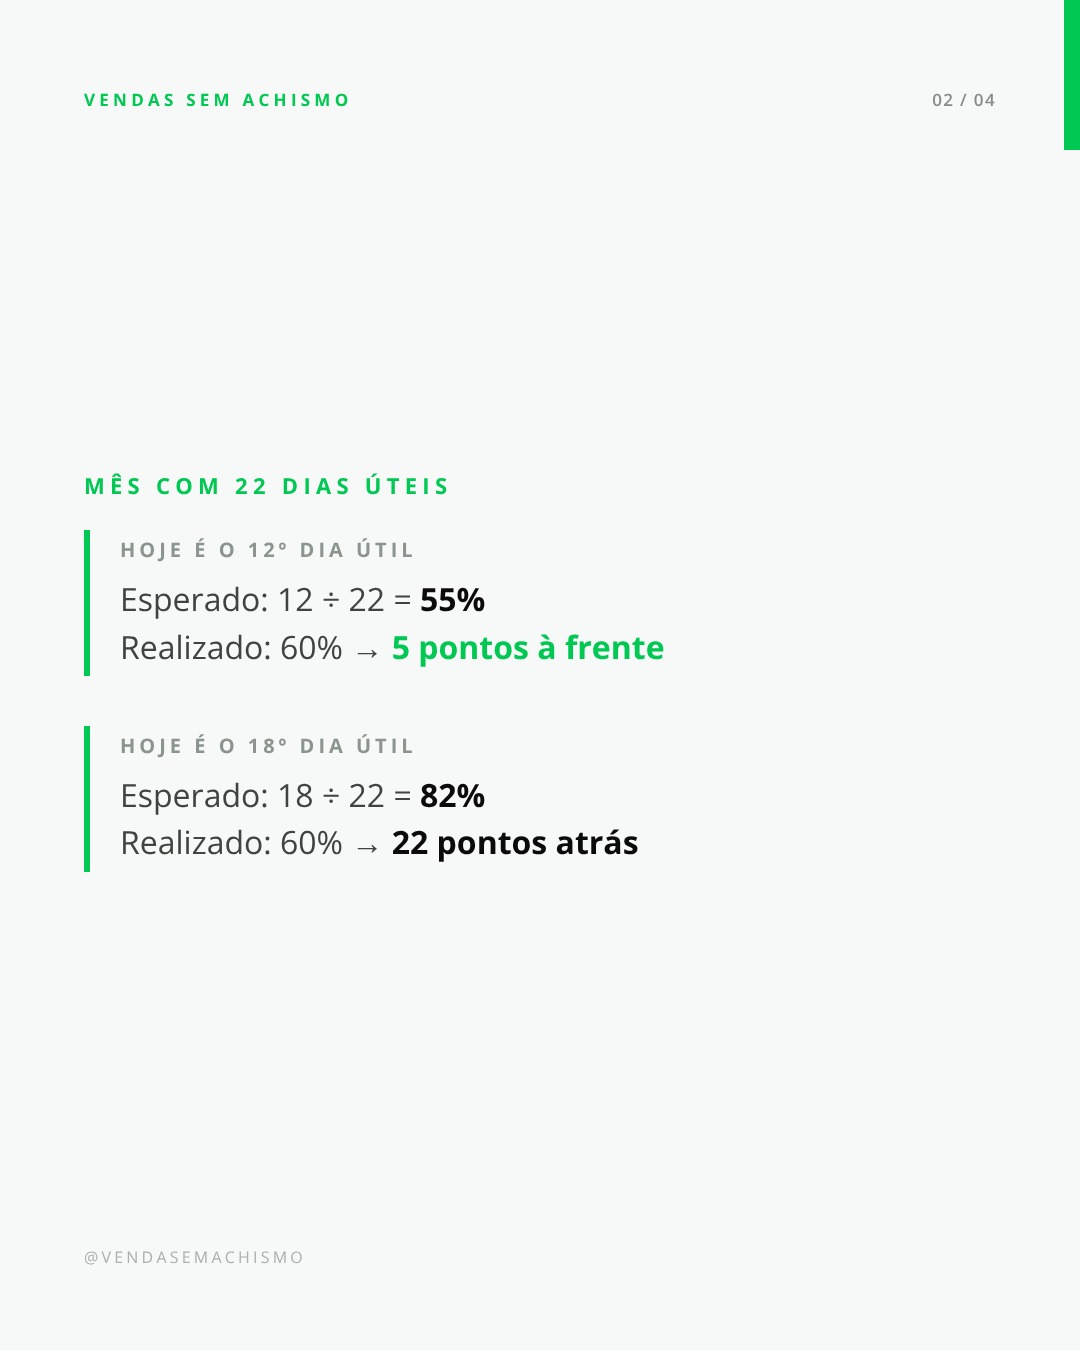 VENDAS SEM ACHISMO
02 / 04
MÊS COM 22 DIAS ÚTEIS
HOJE É O 12º DIA ÚTIL
Esperado: 12 ÷ 22 = 55%
Realizado: 60% → 5 pontos à frente
HOJE É O 18º DIA ÚTIL
Esperado: 18 ÷ 22 = 82%
Realizado: 60% → 22 pontos atrás
@VENDASEMACHISMO